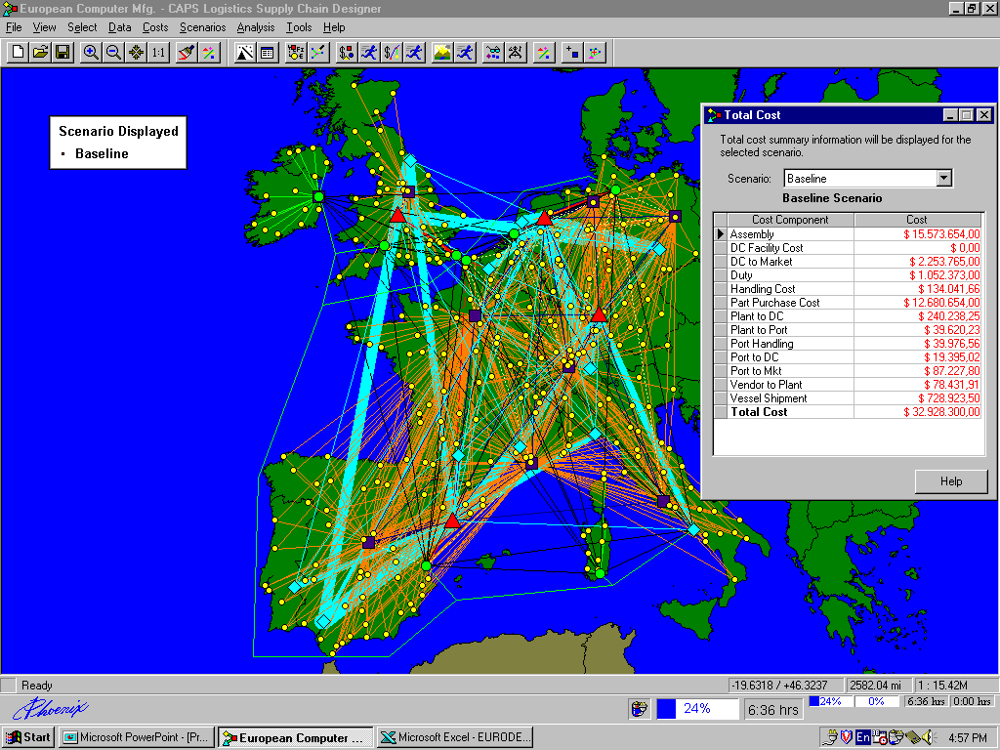 European Computer Mfg. - CAPS Logistics Supply Chain Designer
File View Select Data Costs Scenarios Analysis Tools Help
1:1
Scenario Displayed
• Baseline
Total Cost
Total cost summary information will be displayed for the
selected scenario.
Scenario: Baseline
Baseline Scenario
Cost Component Cost
Assembly $ 15.573.654,00
DC Facility Cost $ 0,00
DC to Market $ 2.253.765,00
Duty $ 1.052.373,00
Handling Cost $ 134.041,66
Part Purchase Cost $ 12.680.654,00
Plant to DC $ 240.238,25
Plant to Port $ 39.620,23
Port Handling $ 39.976,56
Port to DC $ 19.395,02
Port to Mkt $ 87.227,80
Vendor to Plant $ 78.431,91
Vessel Shipment $ 728.923,50
Total Cost $ 32.928.300,00
Help
Ready
-19.6318 / +46.3237 2582.04 mi 1 : 15.42M
Phoenix
24% 6:36 hrs 24% 0% 6:36 hrs 0:00 hrs
Start Microsoft PowerPoint - [Pr... European Computer ... Microsoft Excel - EURODE... En 4:57 PM